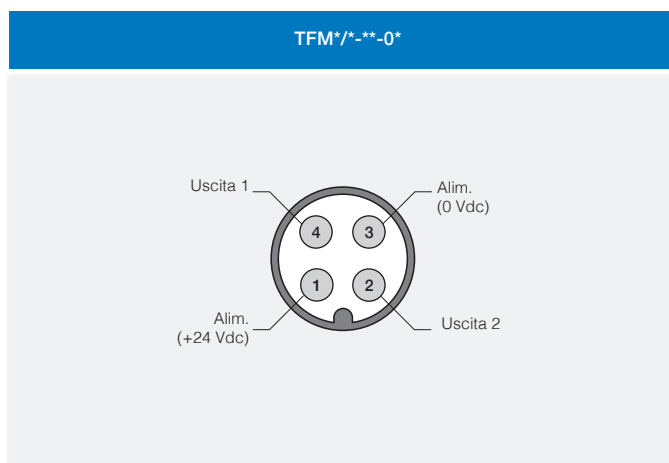 TFM*/*-**-0*
Uscita 1
Alim.
(0 Vdc)
4
3
1
2
Alim.
(+24 Vdc)
Uscita 2